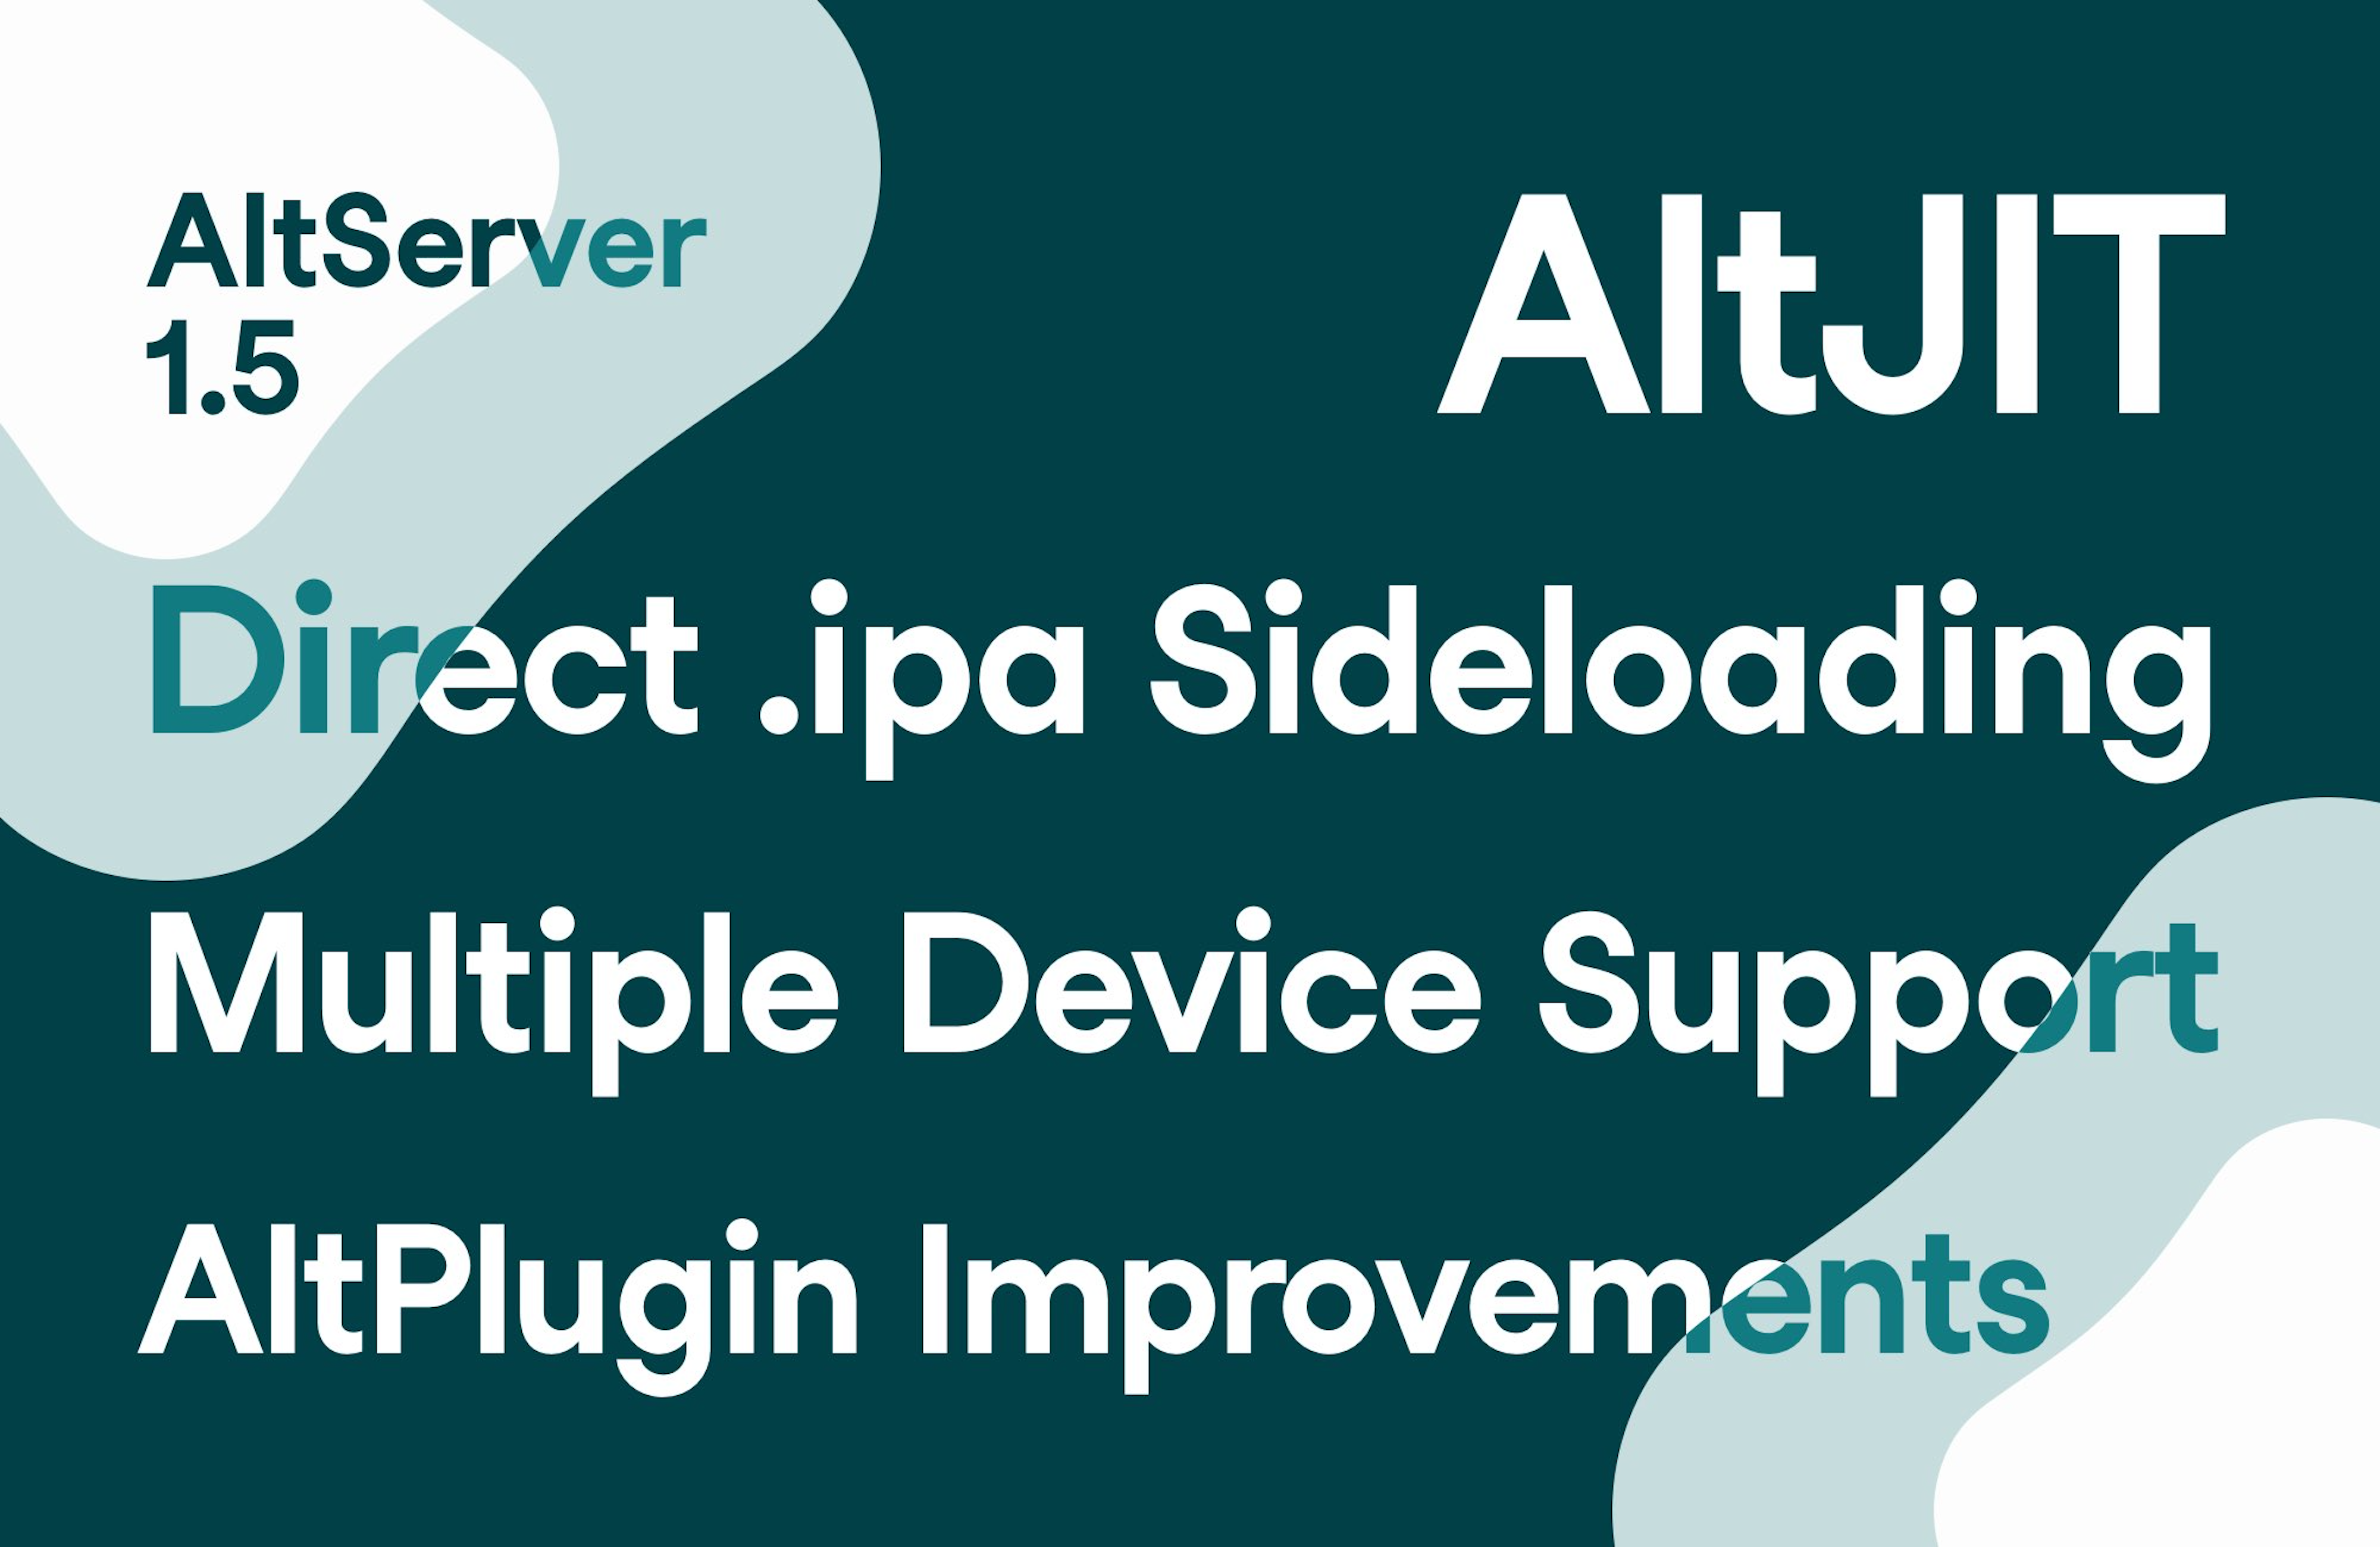 AltServer
1.5
AltJIT
Direct .ipa Sideloading
Multiple Device Support
AltPlugin Improvements